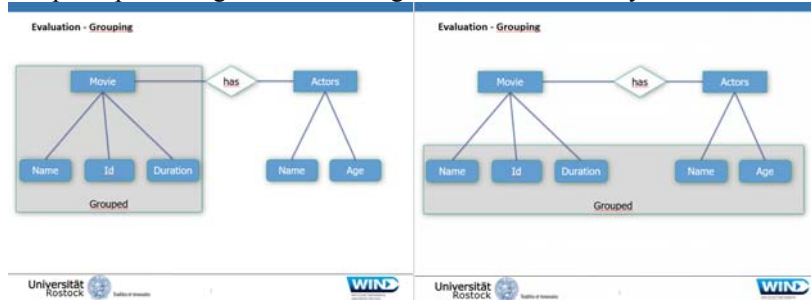 Evaluation - Grouping
Movie has Actors
Name Id Duration Name Age
Grouped
Universität
Rostock
WIND
Evaluation - Grouping
Movie has Actors
Name Id Duration Name Age
Grouped
Universität
Rostock
WIND